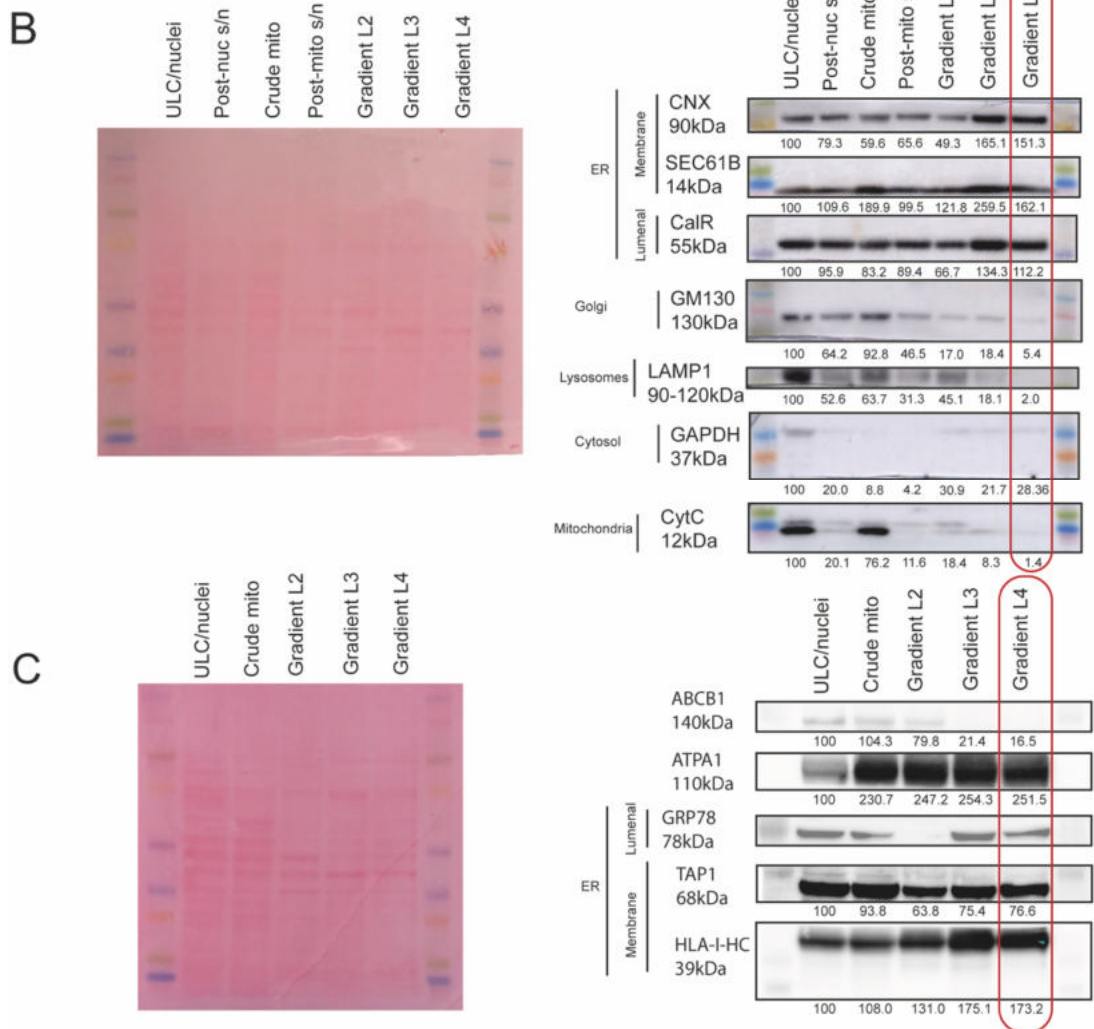 B
ULC/nuclei
Post-nuc s/n
Crude mito
Post-mito s/n
Gradient L2
Gradient L3
Gradient L4
ULC/nuclei
Post-nuc s
Crude mito
Post-mito
Gradient L
Gradient L
Gradient L
ER
Membrane
CNX
90kDa
100 79.3 59.6 65.6 49.3 165.1 151.3
SEC61B
14kDa
100 109.6 189.9 99.5 121.8 259.5 162.1
Lumenal
CalR
55kDa
100 95.9 83.2 89.4 66.7 134.3 112.2
Golgi
GM130
130kDa
100 64.2 92.8 46.5 17.0 18.4 5.4
Lysosomes
LAMP1
90-120kDa
100 52.6 63.7 31.3 45.1 18.1 2.0
Cytosol
GAPDH
37kDa
100 20.0 8.8 4.2 30.9 21.7 28.36
Mitochondria
CytC
12kDa
100 20.1 76.2 11.6 18.4 8.3 1.4
C
ULC/nuclei
Crude mito
Gradient L2
Gradient L3
Gradient L4
ULC/nuclei
Crude mito
Gradient L2
Gradient L3
Gradient L4
ABCB1
140kDa
100 104.3 79.8 21.4 16.5
ATPA1
110kDa
100 230.7 247.2 254.3 251.5
ER
Lumenal
GRP78
78kDa
Membrane
TAP1
68kDa
100 93.8 63.8 75.4 76.6
HLA-I-HC
39kDa
100 108.0 131.0 175.1 173.2